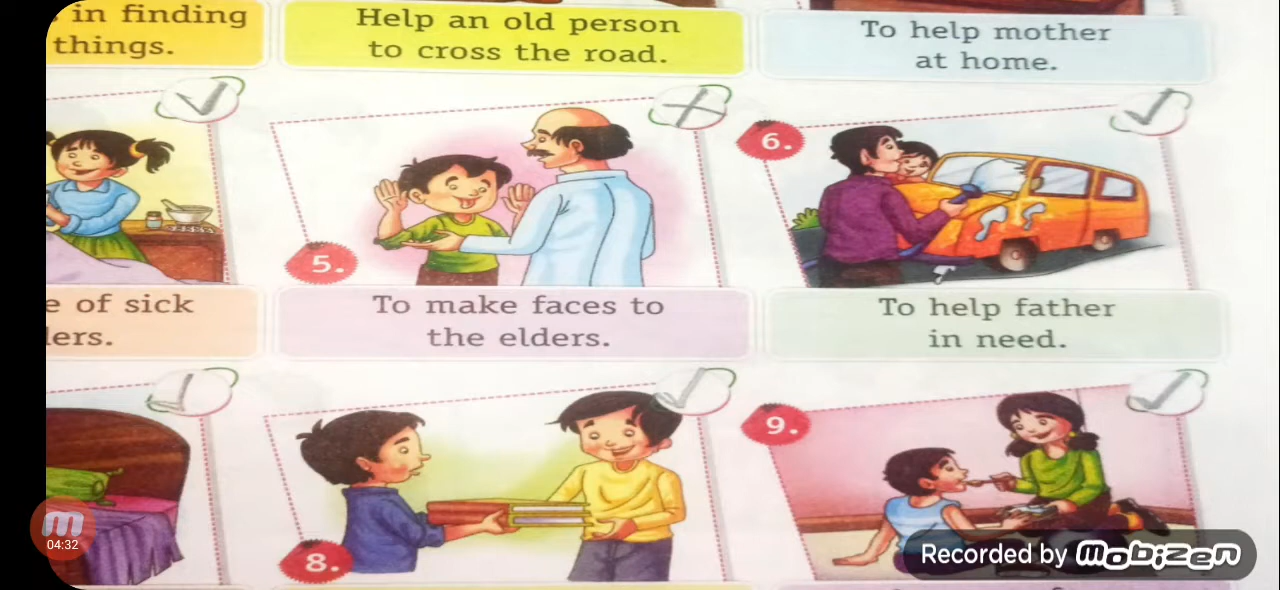 in finding
things.
Help an old person
to cross the road.
To help mother
at home.
5.
6.
e of sick
ers.
To make faces to
the elders.
To help father
in need.
8.
9.
04:32
Recorded by Mobizen